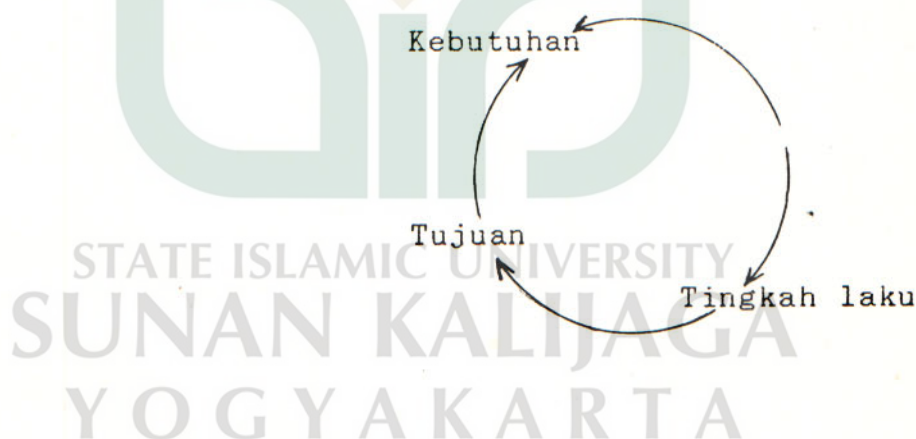 Kebutuhan
Tujuan
STATE ISLAMIC UNIVERSITY
Tingkah laku
SUNAN KALIJAGA
YOGYAKARTA